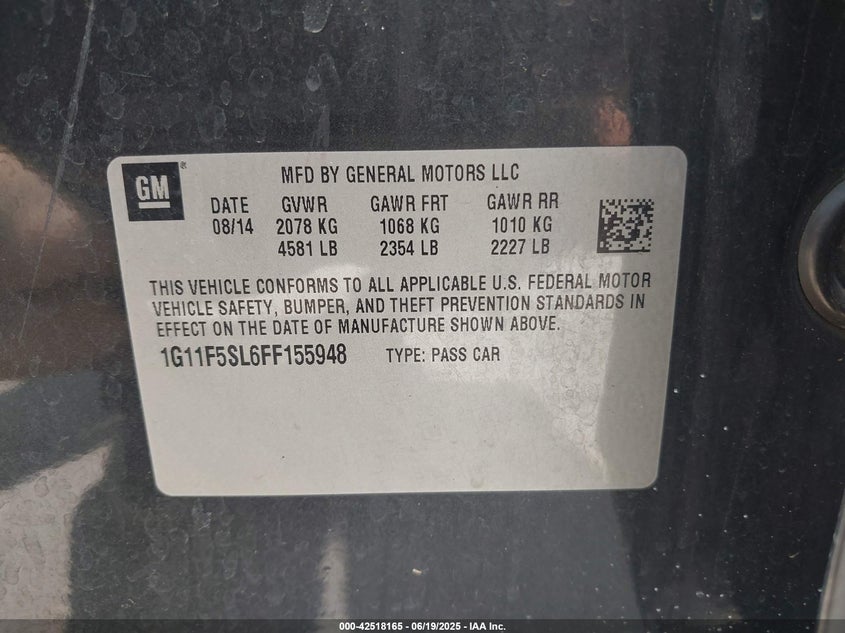 GM
MFD BY GENERAL MOTORS LLC
DATE GVWR GAWR FRT GAWR RR
08/14 2078 KG 1068 KG 1010 KG
4581 LB 2354 LB 2227 LB
THIS VEHICLE CONFORMS TO ALL APPLICABLE U.S. FEDERAL MOTOR
VEHICLE SAFETY, BUMPER, AND THEFT PREVENTION STANDARDS IN
EFFECT ON THE DATE OF MANUFACTURE SHOWN ABOVE.
1G11F5SL6FF155948 TYPE: PASS CAR
000-42518165 - 06/19/2025 - IAA Inc.